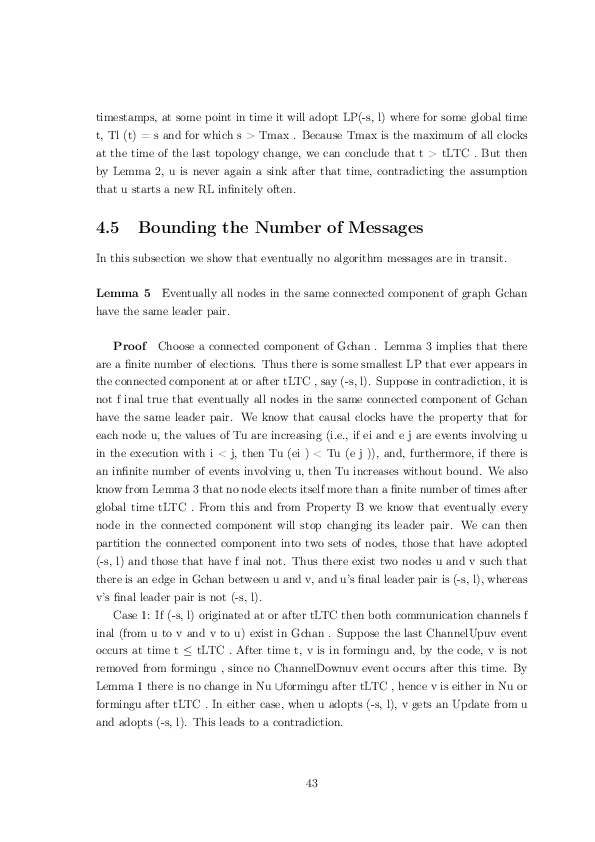 timestamps, at some point in time it will adopt LP(-s, l) where for some global time
t, Tl (t) = s and for which s > Tmax . Because Tmax is the maximum of all clocks
at the time of the last topology change, we can conclude that t > tLTC . But then
by Lemma 2, u is never again a sink after that time, contradicting the assumption
that u starts a new RL infinitely often.
4.5 Bounding the Number of Messages
In this subsection we show that eventually no algorithm messages are in transit.
Lemma 5 Eventually all nodes in the same connected component of graph Gchan
have the same leader pair.
Proof Choose a connected component of Gchan . Lemma 3 implies that there
are a finite number of elections. Thus there is some smallest LP that ever appears in
the connected component at or after tLTC , say (-s, l). Suppose in contradiction, it is
not f inal true that eventually all nodes in the same connected component of Gchan
have the same leader pair. We know that causal clocks have the property that for
each node u, the values of Tu are increasing (i.e., if ei and e j are events involving u
in the execution with i < j, then Tu (ei ) < Tu (e j )), and, furthermore, if there is
an infinite number of events involving u, then Tu increases without bound. We also
know from Lemma 3 that no node elects itself more than a finite number of times after
global time tLTC . From this and from Property B we know that eventually every
node in the connected component will stop changing its leader pair. We can then
partition the connected component into two sets of nodes, those that have adopted
(-s, l) and those that have f inal not. Thus there exist two nodes u and v such that
there is an edge in Gchan between u and v, and u's final leader pair is (-s, l), whereas
v's final leader pair is not (-s, l).
Case 1: If (-s, l) originated at or after tLTC then both communication channels f
inal (from u to v and v to u) exist in Gchan . Suppose the last ChannelUpuv event
occurs at time t ≤ tLTC . After time t, v is in formingu and, by the code, v is not
removed from formingu , since no ChannelDownuv event occurs after this time. By
Lemma 1 there is no change in Nu ∪formingu after tLTC , hence v is either in Nu or
formingu after tLTC . In either case, when u adopts (-s, l), v gets an Update from u
and adopts (-s, l). This leads to a contradiction.
43